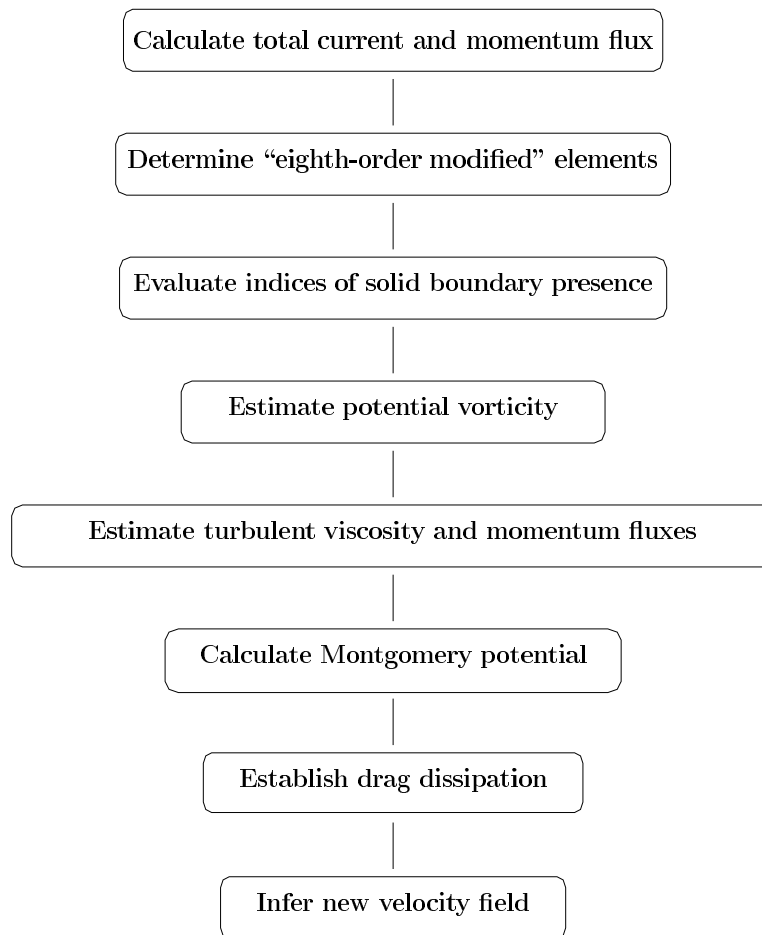 Calculate total current and momentum flux
Determine “eighth-order modified” elements
Evaluate indices of solid boundary presence
Estimate potential vorticity
Estimate turbulent viscosity and momentum fluxes
Calculate Montgomery potential
Establish drag dissipation
Infer new velocity field